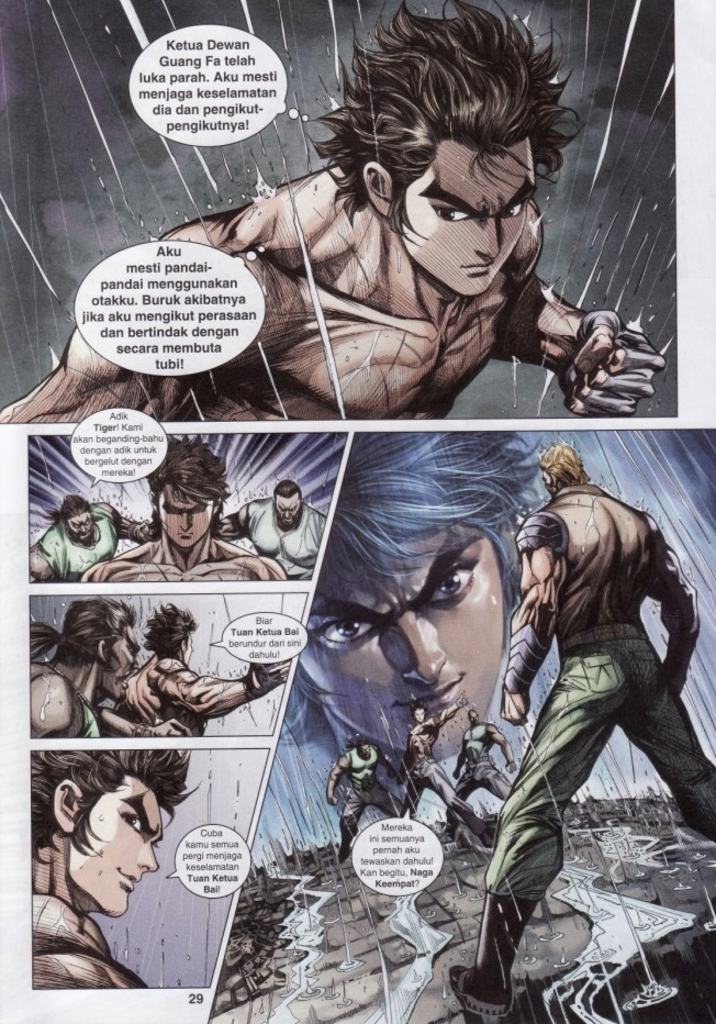 Ketua Dewan
Guang Fa telah
luka parah. Aku mesti
menjaga keselamatan
dia dan pengikut-
pengikutnya!
Aku
mesti pandai-
pandai menggunakan
otakku. Buruk akibatnya
jika aku mengikut perasaan
dan bertindak dengan
secara membuta
tubi!
Adik
Tiger! Kami
akan beganding-bahu
dengan adik untuk
bergelut dengan
mereka!
Biar
Tuan Ketua Bai
berundur dari sini
dahulu!
Cuba
kamu semua
pergi menjaga
keselamatan
Tuan Ketua
Bai!
Mereka
ini semuanya
pernah aku
tewaskan dahulu!
Kan begitu, Naga
Keempat?
29